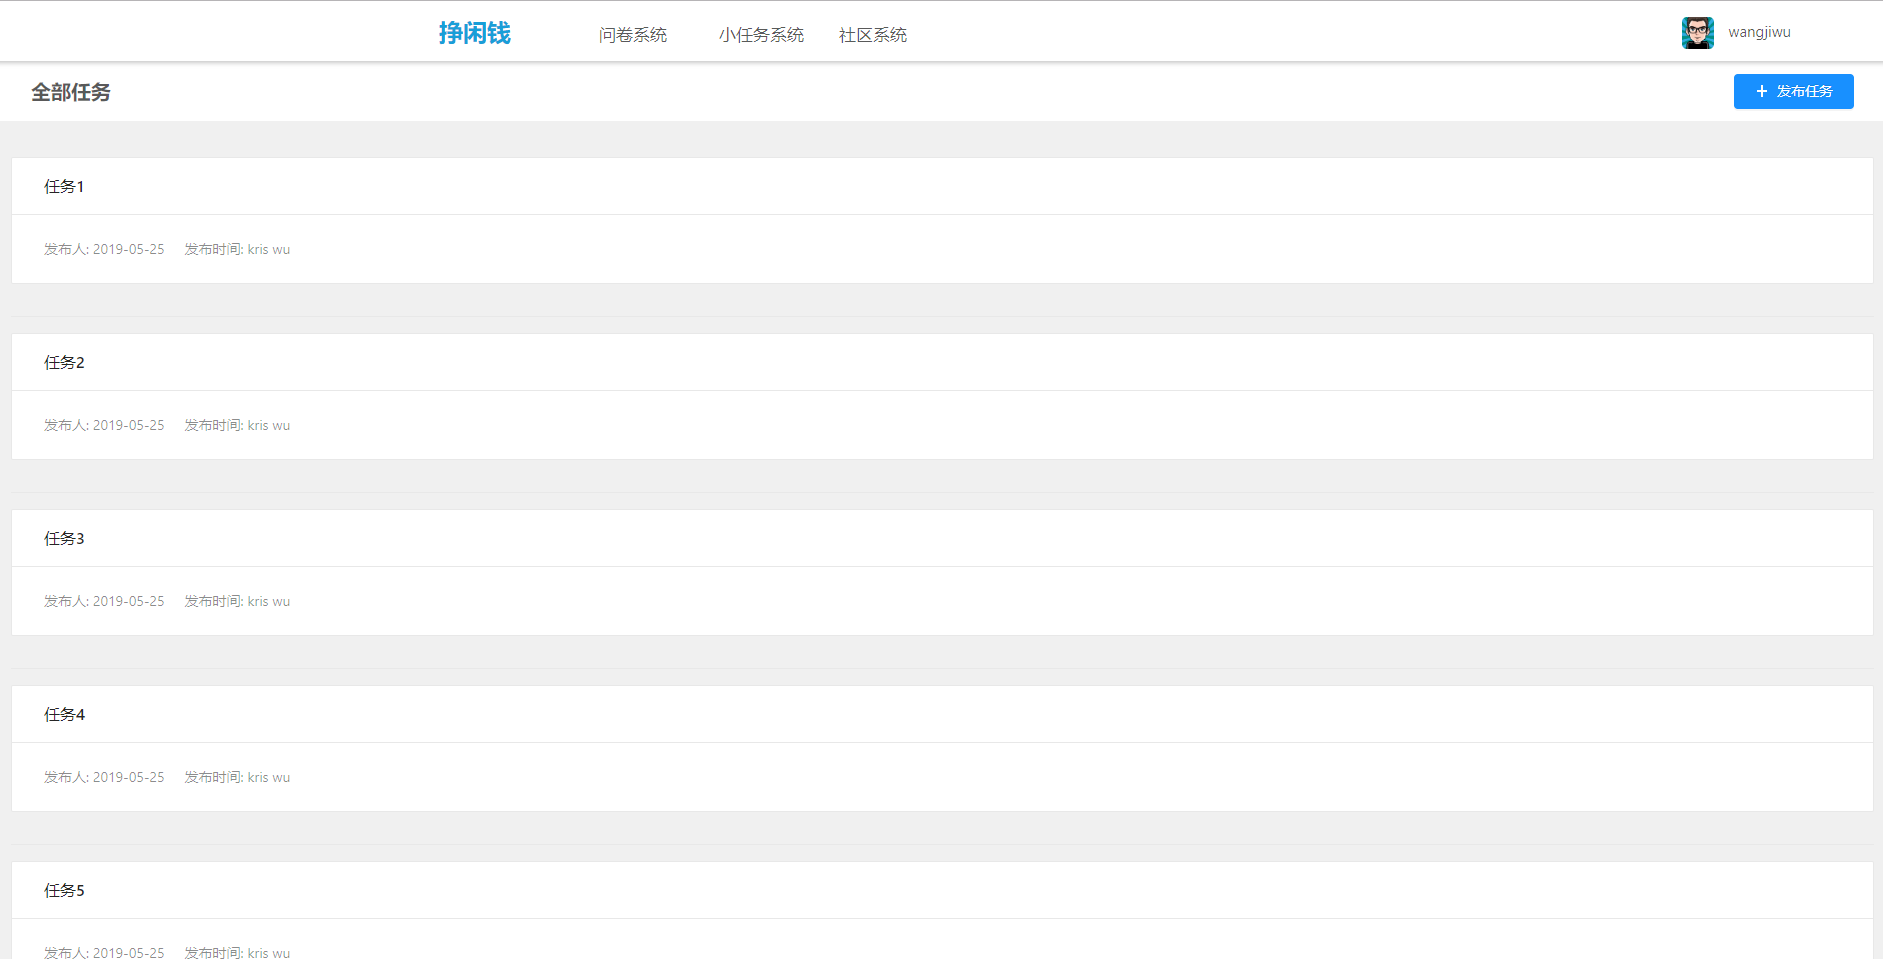 挣闲钱 问卷系统 小任务系统 社区系统 wangjiwu
全部任务 + 发布任务
任务1
发布人: 2019-05-25 发布时间: kris wu
任务2
发布人: 2019-05-25 发布时间: kris wu
任务3
发布人: 2019-05-25 发布时间: kris wu
任务4
发布人: 2019-05-25 发布时间: kris wu
任务5
发布人: 2019-05-25 发布时间: kris wu